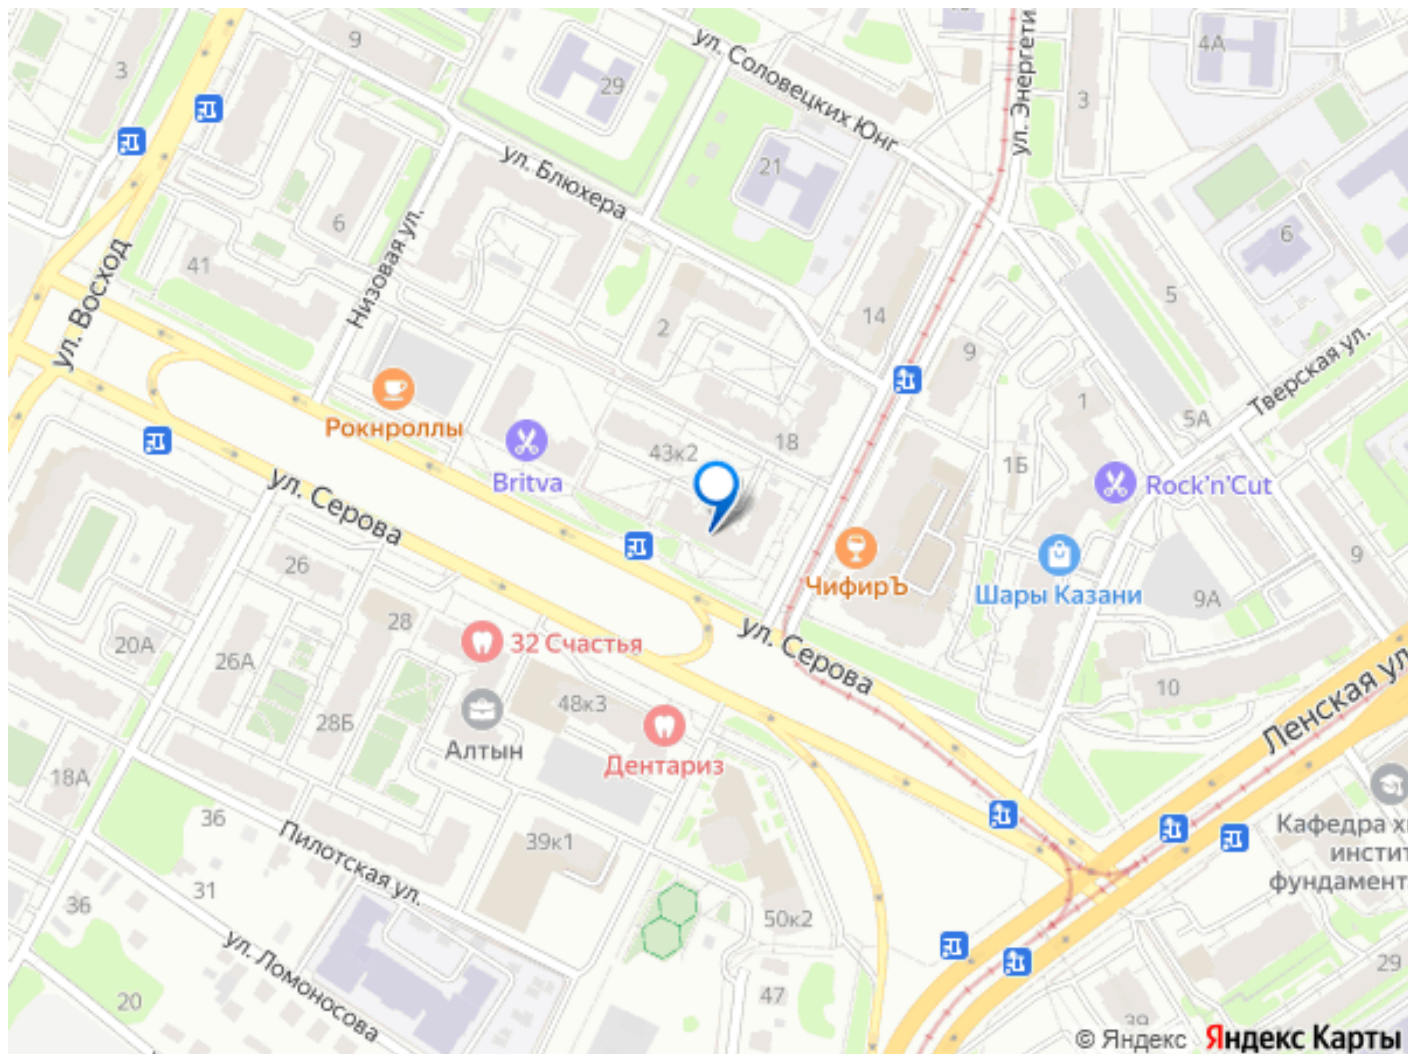 9
3
29
ул. Соловецких Юнг
ул. Энергети
4А
3
21
ул. Блюхера
6
Низовая ул.
41
ул. Восход
14
2
9
5
6
Тверская ул.
1
5А
Рокнроллы
Britva
43к2
18
1Б
Rock'n'Cut
ул. Серова
ЧифирЪ
Шары Казани
9
9А
26
28
20А
26А
32 Счастья
ул. Серова
10
Ленская ул
48к3
28Б
Алтын
Дентариз
18А
36
Пилотская ул.
39к1
Кафедра х
инстит
фундамент
31
36
ул. Ломоносова
50к2
20
47
29
39
© Яндекс Яндекс Карты